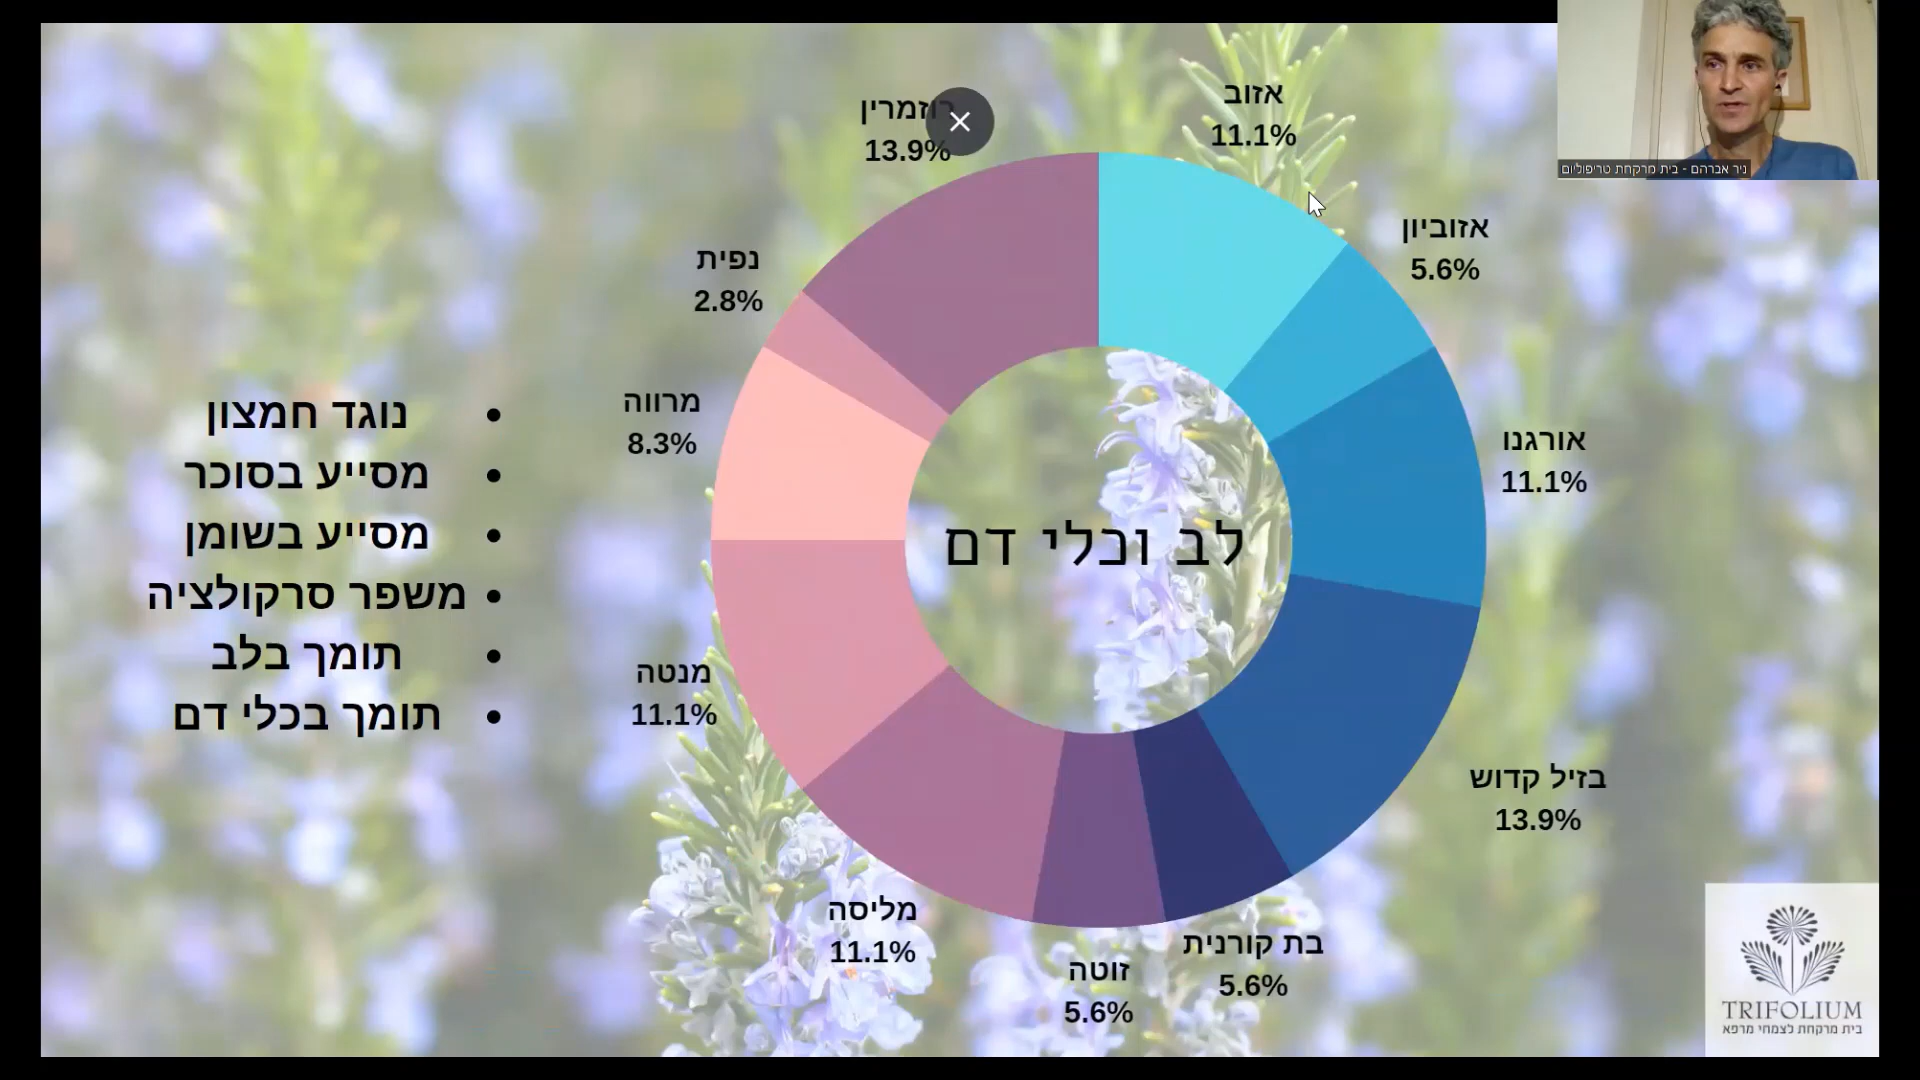 ניר אברהם - בית מרקחת טריפוליום
אזוב
11.1%
אזוביון
5.6%
אורגנו
11.1%
בזיל קדוש
13.9%
בת קורנית
5.6%
זוטה
5.6%
מליסה
11.1%
מנטה
11.1%
מרווה
8.3%
נפית
2.8%
רוזמרין
13.9%
לב וכלי דם
• נוגד חמצון
• מסייע בסוכר
• מסייע בשומן
• משפר סרקולציה
• תומך בלב
• תומך בכלי דם
TRIFOLIUM
בית מרקחת לצמחי מרפא